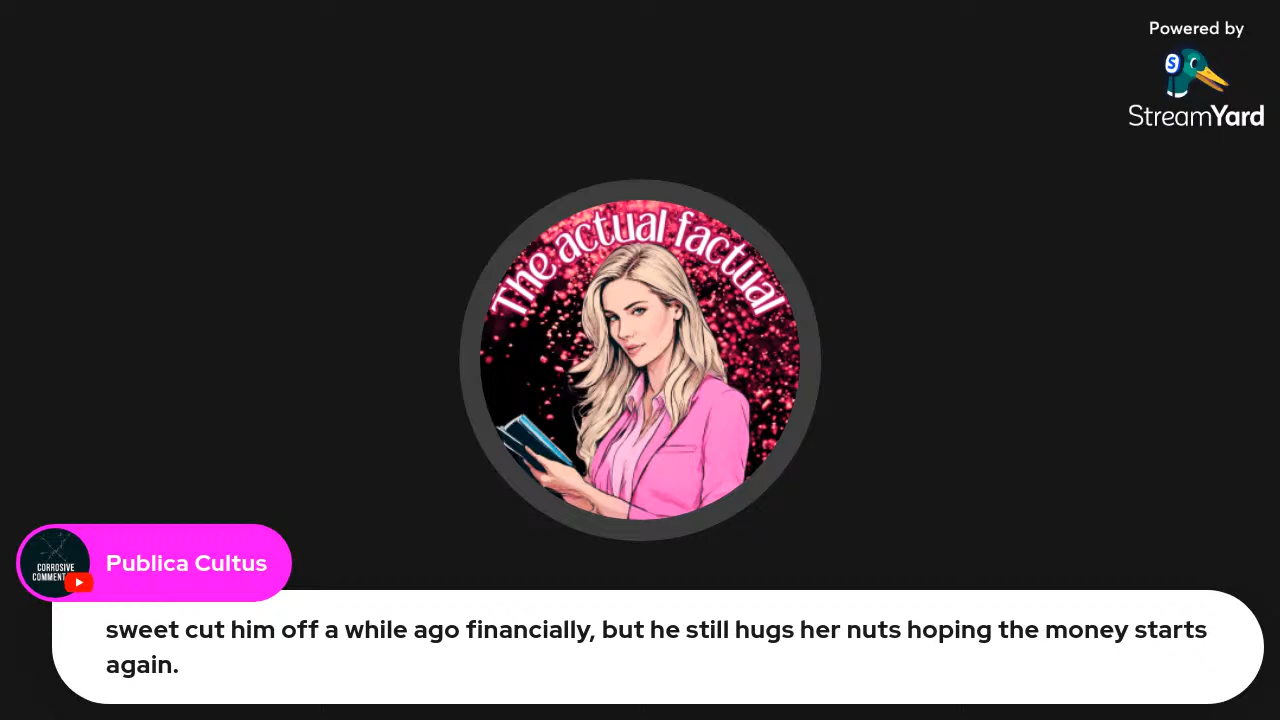 Powered by
S
StreamYard
The actual factual
CORROSIVE
Publica Cultus
sweet cut him off a while ago financially, but he still hugs her nuts hoping the money starts
again.